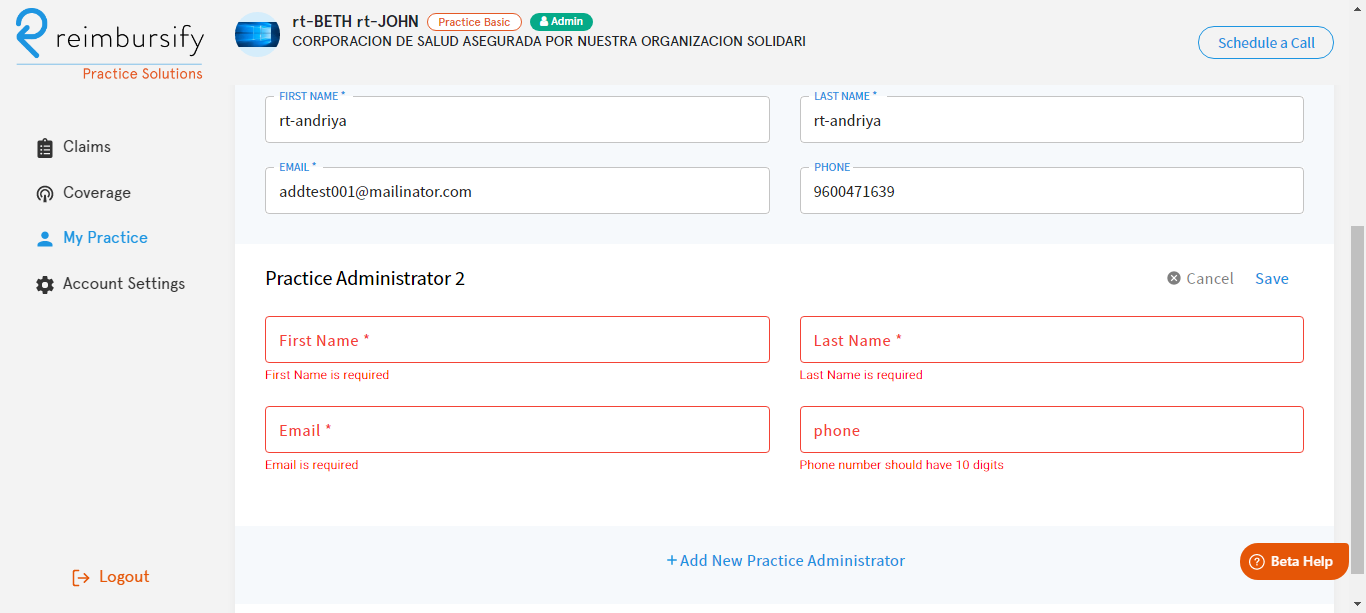 reimbursify
Practice Solutions
rt-BETH rt-JOHN Practice Basic Admin
CORPORACION DE SALUD ASEGURADA POR NUESTRA ORGANIZACION SOLIDARI
Schedule a Call
Claims
Coverage
My Practice
Account Settings
Logout
FIRST NAME *
rt-andriya
LAST NAME *
rt-andriya
EMAIL *
addtest001@mailinator.com
PHONE
9600471639
Practice Administrator 2
Cancel Save
First Name *
First Name is required
Last Name *
Last Name is required
Email *
Email is required
phone
Phone number should have 10 digits
+ Add New Practice Administrator
? Beta Help